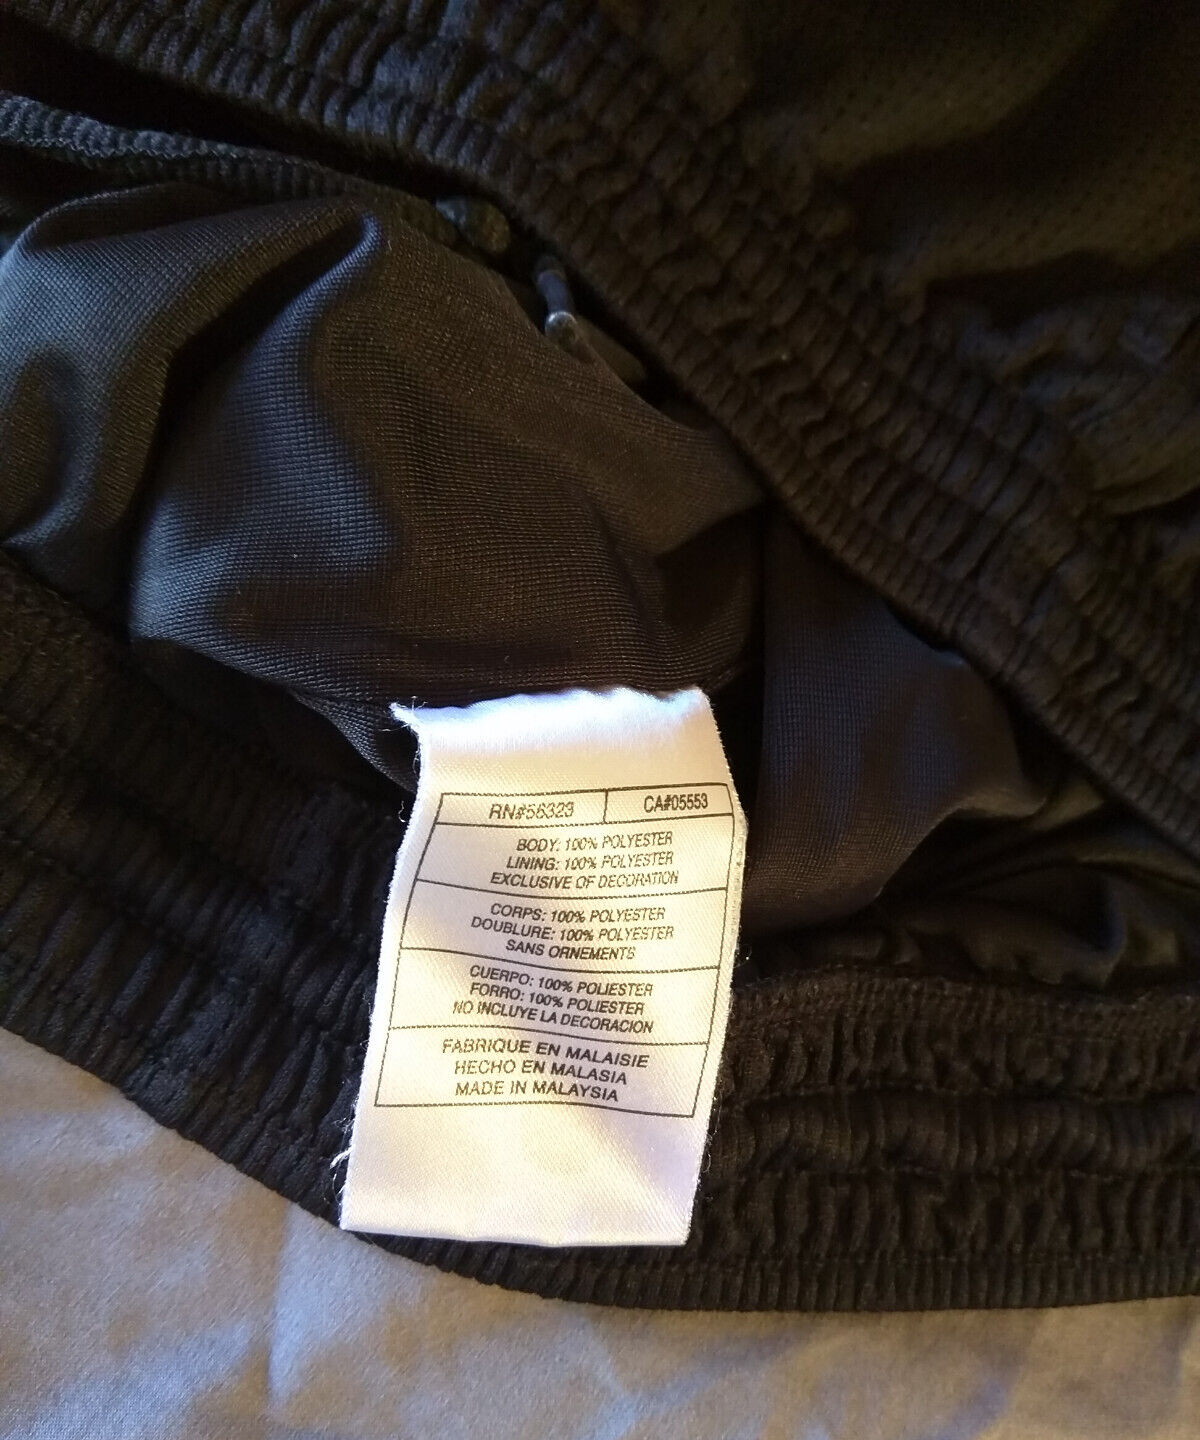 RN#56323 CA#05553
BODY: 100% POLYESTER
LINING: 100% POLYESTER
EXCLUSIVE OF DECORATION
CORPS: 100% POLYESTER
DOUBLURE: 100% POLYESTER
SANS ORNEMENTS
CUERPO: 100% POLIESTER
FORRO: 100% POLIESTER
NO INCLUYE LA DECORACION
FABRIQUE EN MALAISIE
HECHO EN MALASIA
MADE IN MALAYSIA